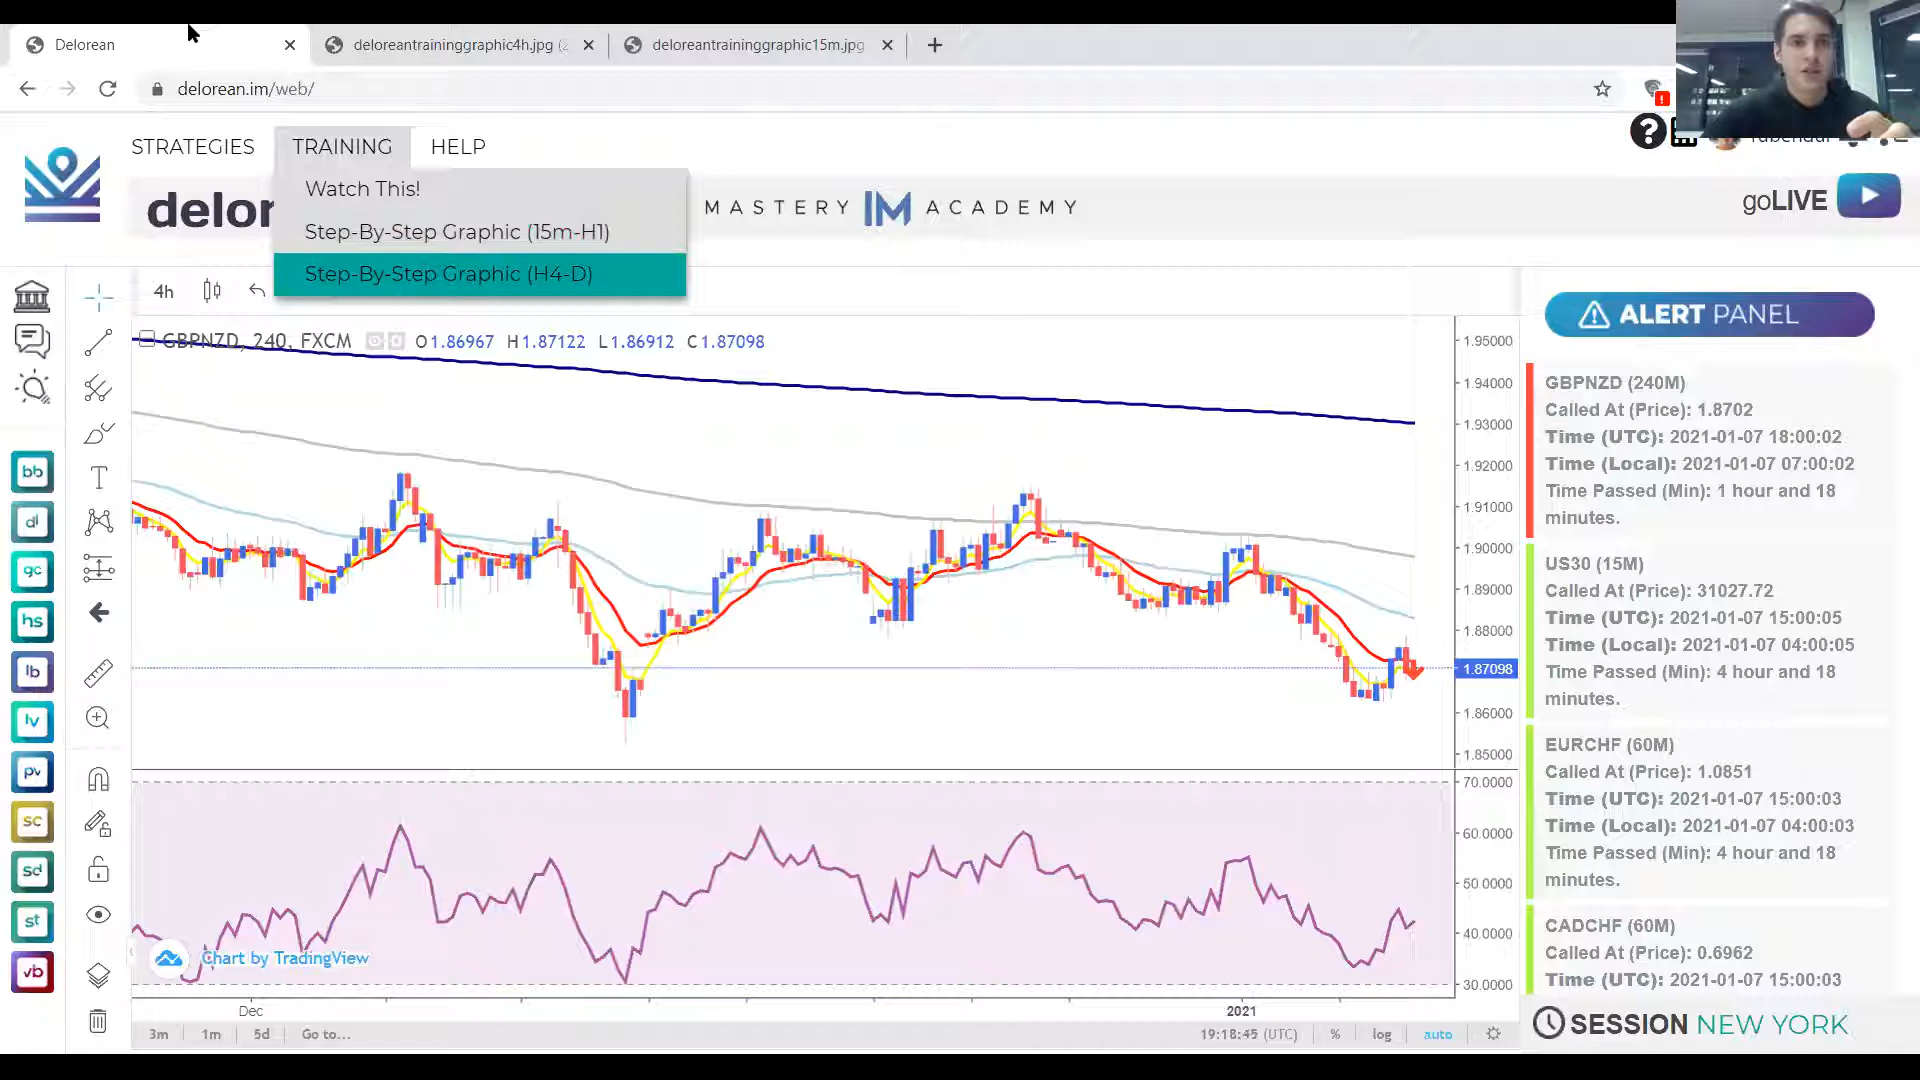 Delorean
deloreantraininggraphic4h.jpg (2
deloreantraininggraphic15m.jpg
delorean.im/web/
STRATEGIES
TRAINING
HELP
Watch This!
Step-By-Step Graphic (15m-H1)
Step-By-Step Graphic (H4-D)
delor
MASTERY IM ACADEMY
goLIVE
4h
GBPNZD, 240, FXCM
O1.86967 H1.87122 L1.86912 C1.87098
1.95000
1.94000
1.93000
1.92000
1.91000
1.90000
1.89000
1.88000
1.87098
1.86000
1.85000
70.0000
60.0000
50.0000
40.0000
30.0000
bb
dl
gc
hs
lb
lv
pv
sc
sd
st
vb
Chart by TradingView
Dec
2021
3m 1m 5d Go to...
19:18:45 (UTC) % log auto
ALERT PANEL
GBPNZD (240M)
Called At (Price): 1.8702
Time (UTC): 2021-01-07 18:00:02
Time (Local): 2021-01-07 07:00:02
Time Passed (Min): 1 hour and 18
minutes.
US30 (15M)
Called At (Price): 31027.72
Time (UTC): 2021-01-07 15:00:05
Time (Local): 2021-01-07 04:00:05
Time Passed (Min): 4 hour and 18
minutes.
EURCHF (60M)
Called At (Price): 1.0851
Time (UTC): 2021-01-07 15:00:03
Time (Local): 2021-01-07 04:00:03
Time Passed (Min): 4 hour and 18
minutes.
CADCHF (60M)
Called At (Price): 0.6962
Time (UTC): 2021-01-07 15:00:03
SESSION NEW YORK